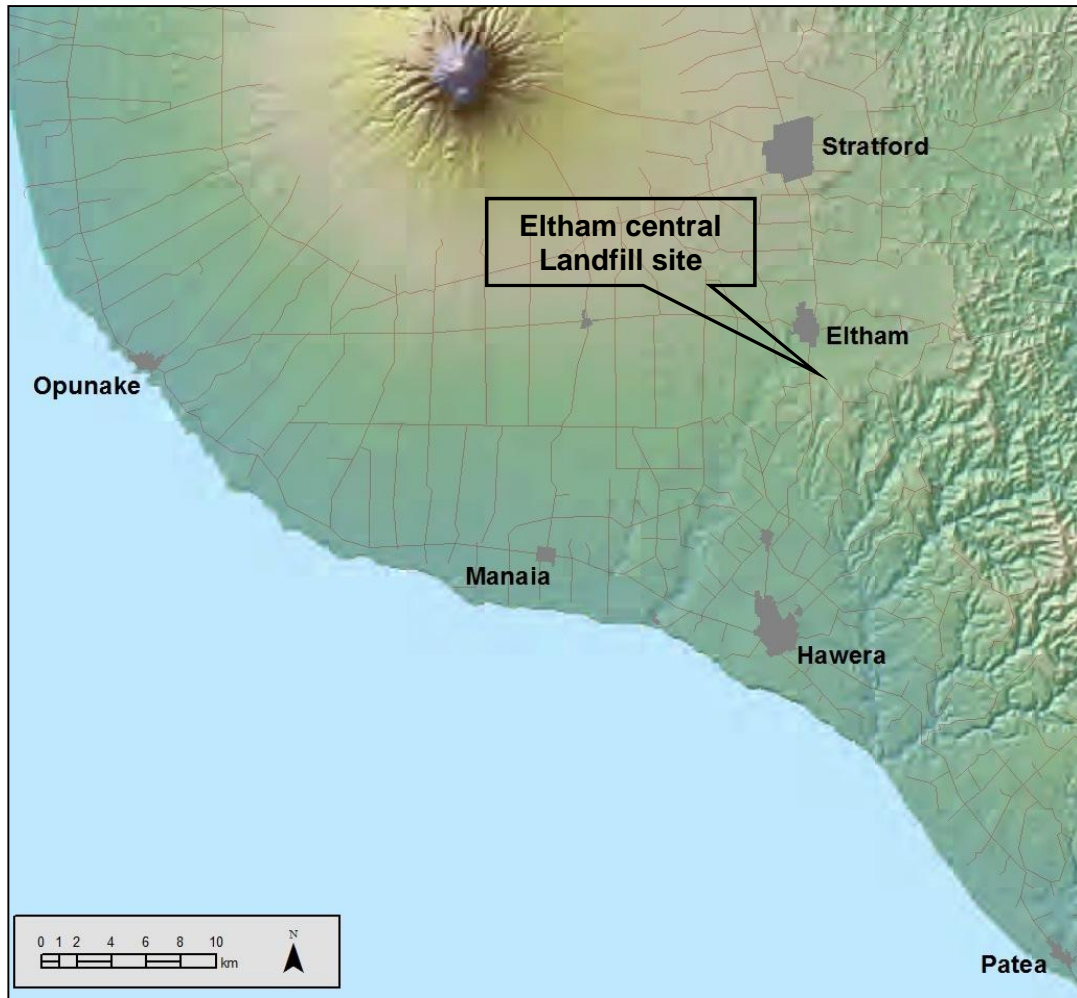 Stratford
Eltham central
Landfill site
Eltham
Opunake
Manaia
Hawera
0 1 2 4 6 8 10
km
N
Patea